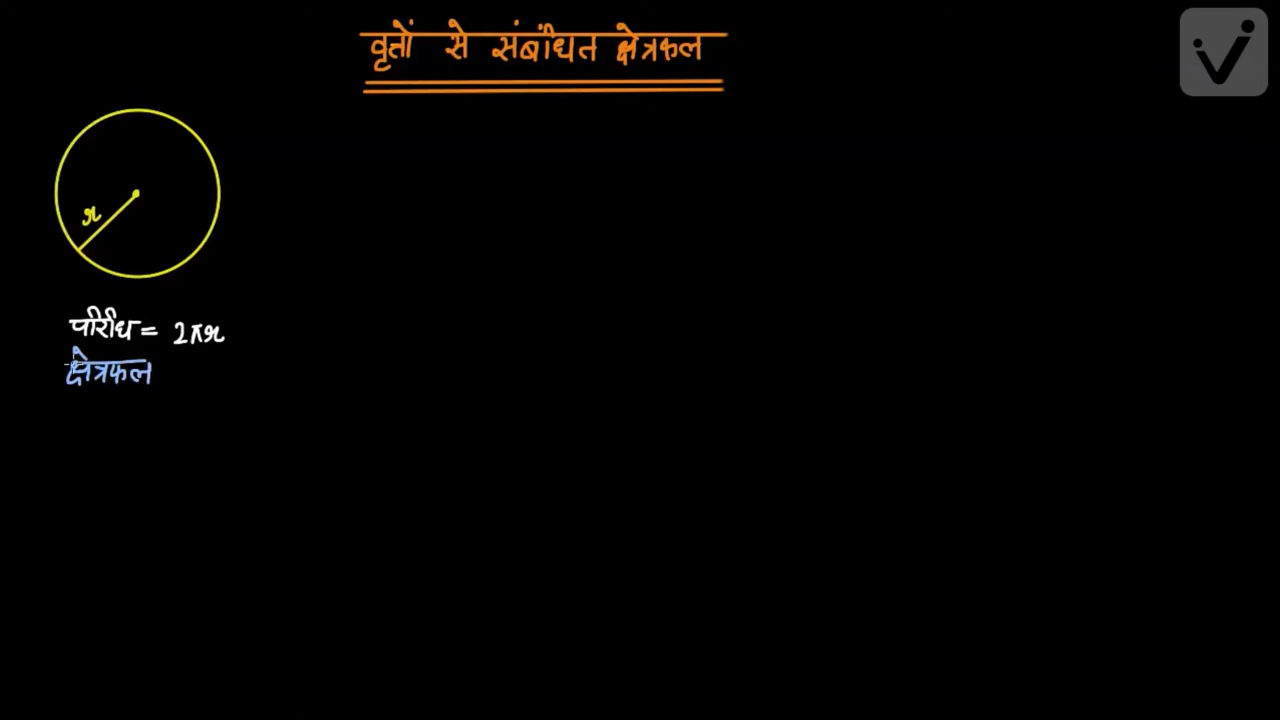 वृतों से संबंधित क्षेत्रफल
r
परिधि = 2πr
क्षेत्रफल